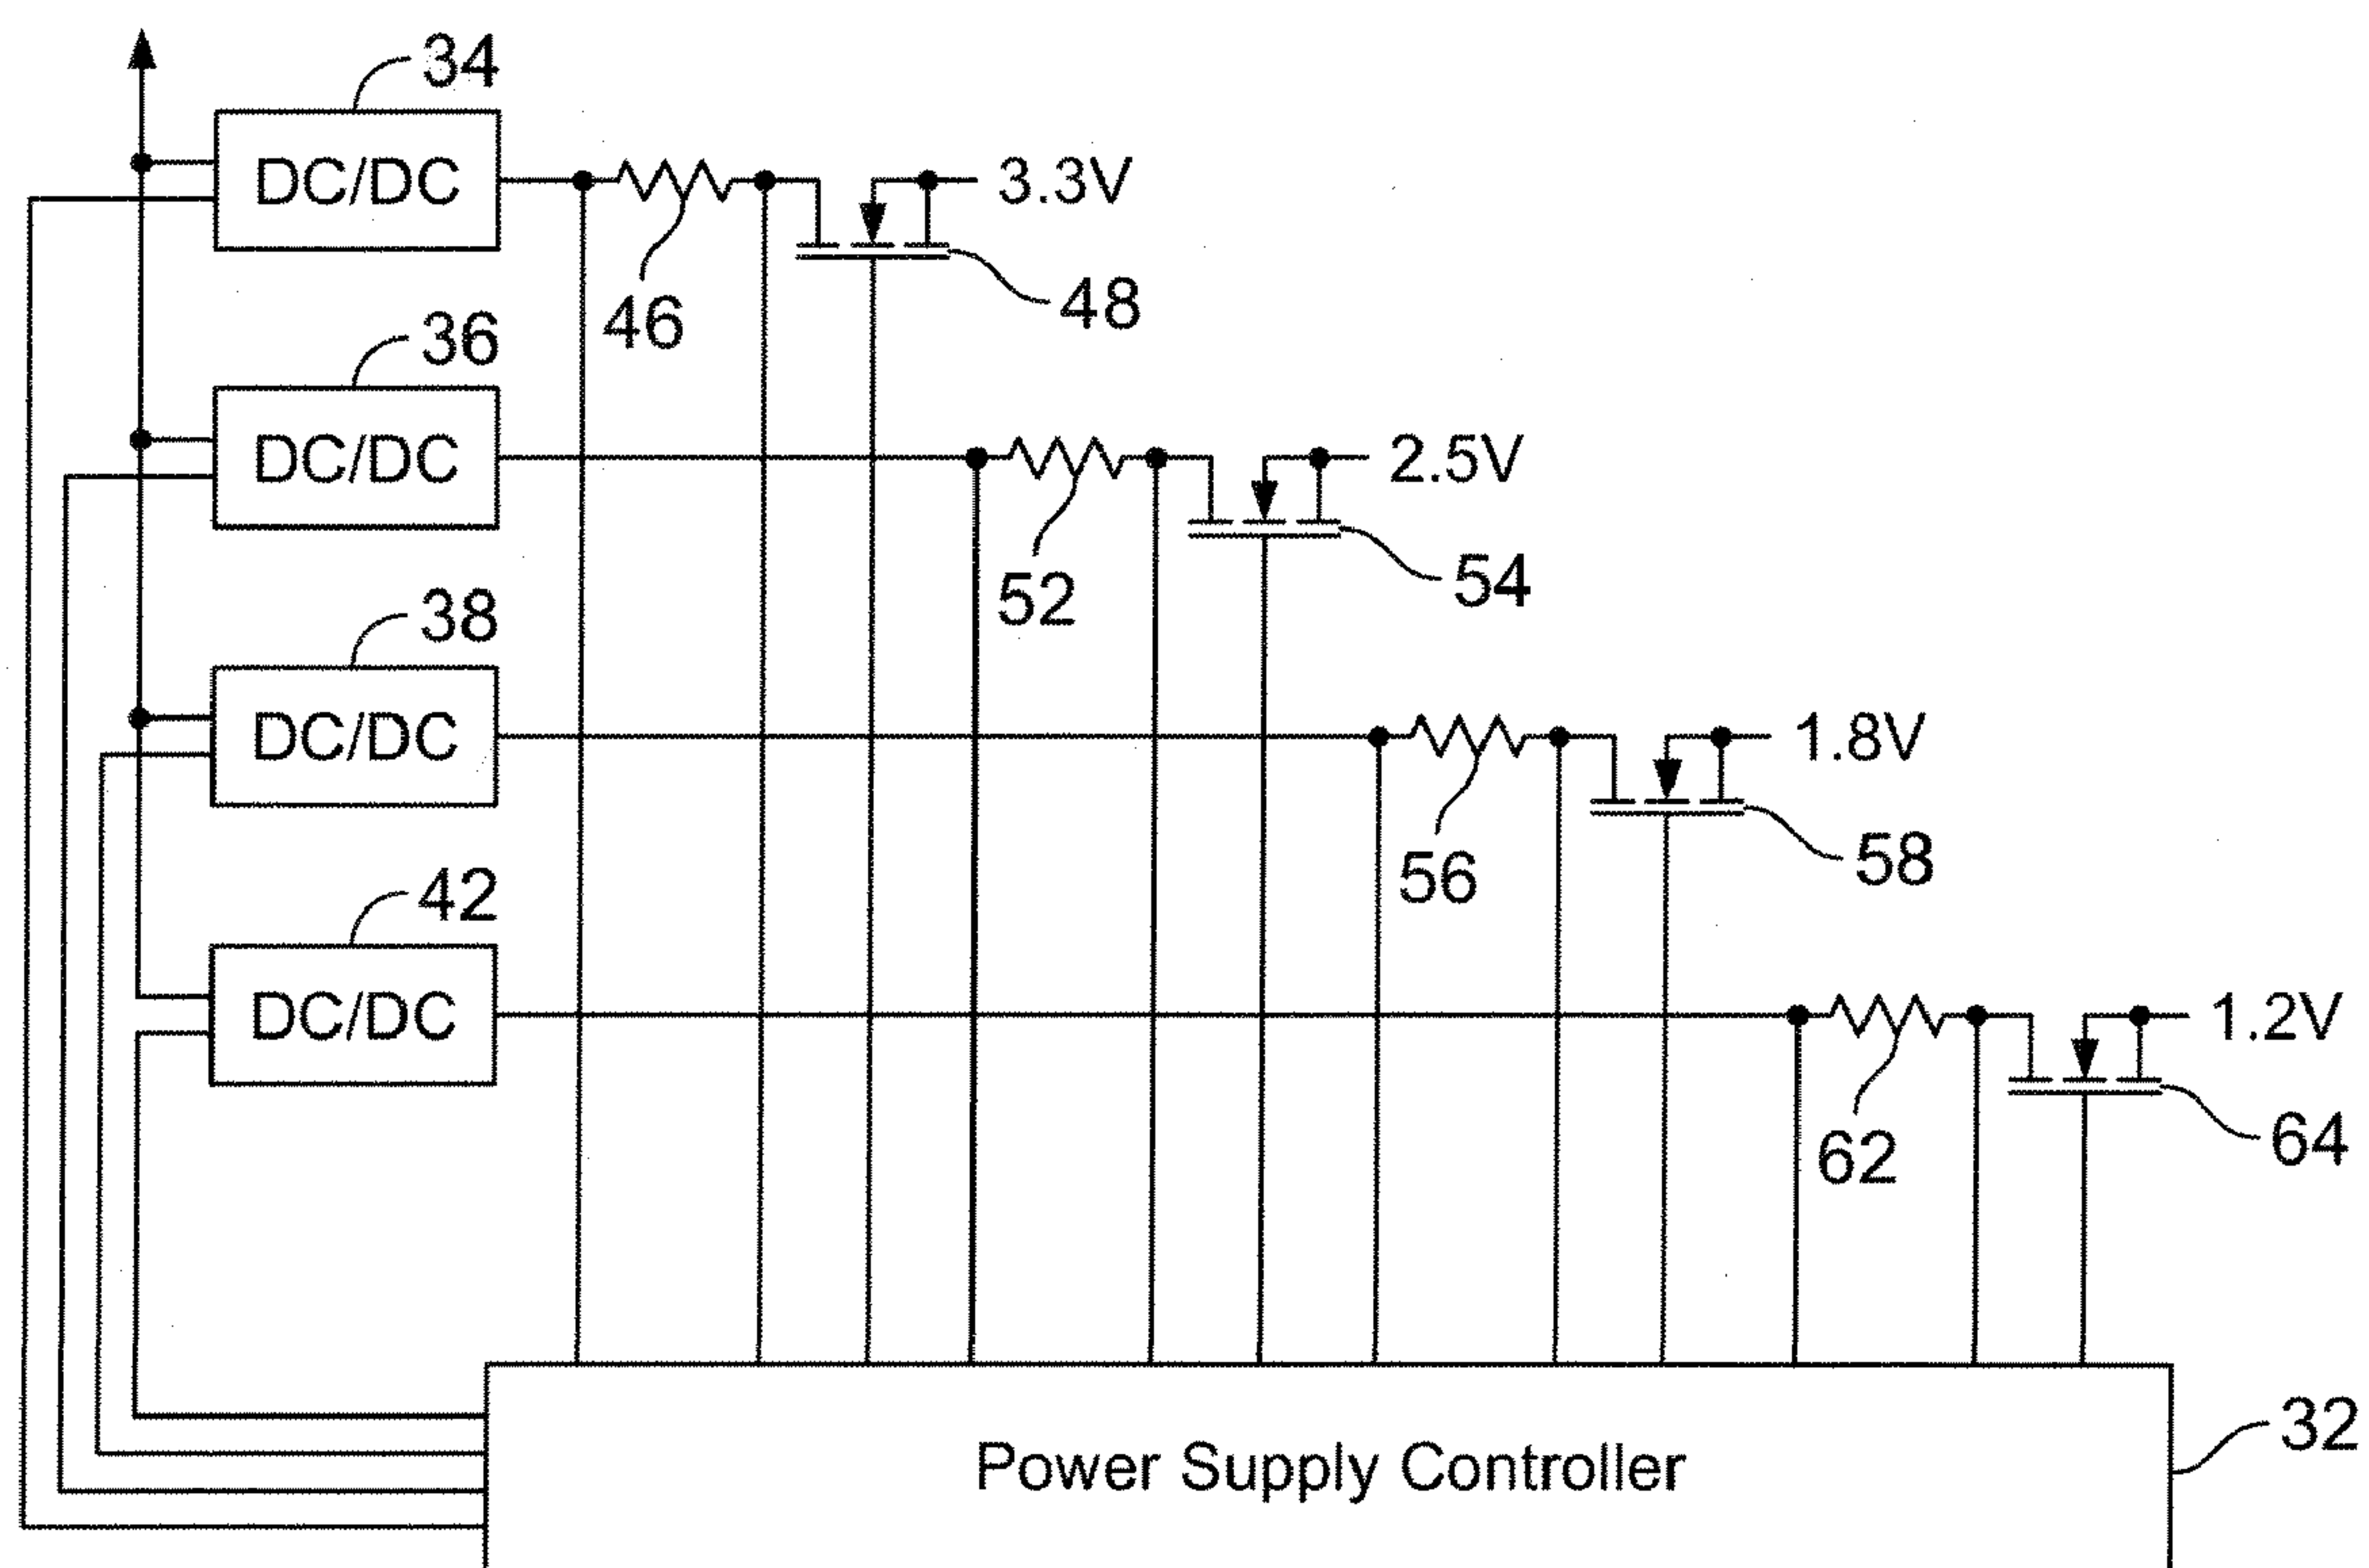 34
DC/DC
3.3V
46
48
36
DC/DC
2.5V
52
54
38
DC/DC
1.8V
56
58
42
DC/DC
1.2V
62
64
Power Supply Controller
32